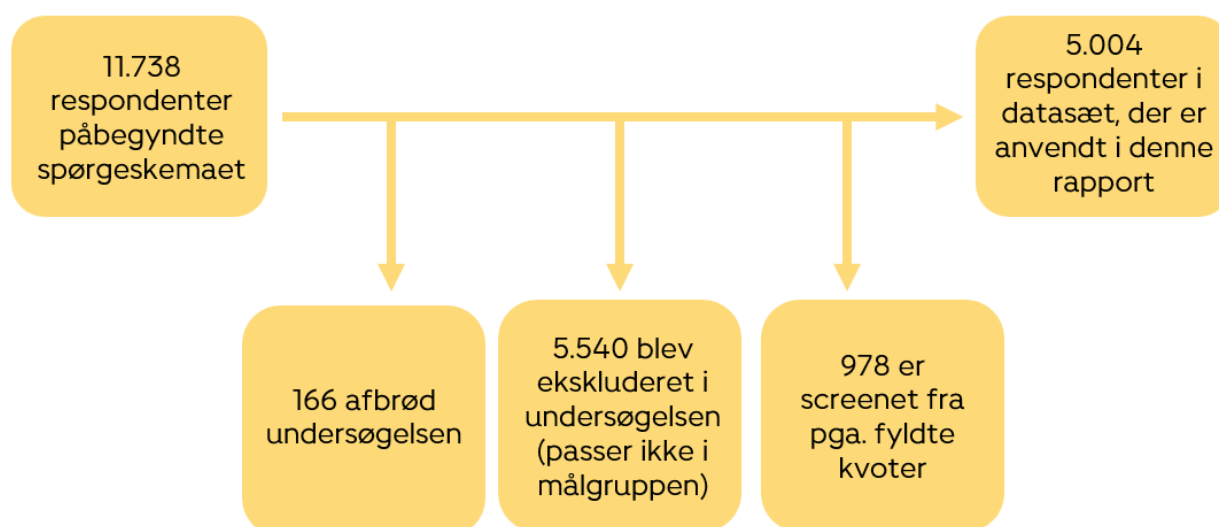 11.738
respondenter
påbegyndte
spørgeskemaet
5.004
respondenter i
datasæt, der er
anvendt i denne
rapport
166 afbrød
undersøgelsen
5.540 blev
ekskluderet i
undersøgelsen
(passer ikke i
målgruppen)
978 er
screenet fra
pga. fyldte
kvoter